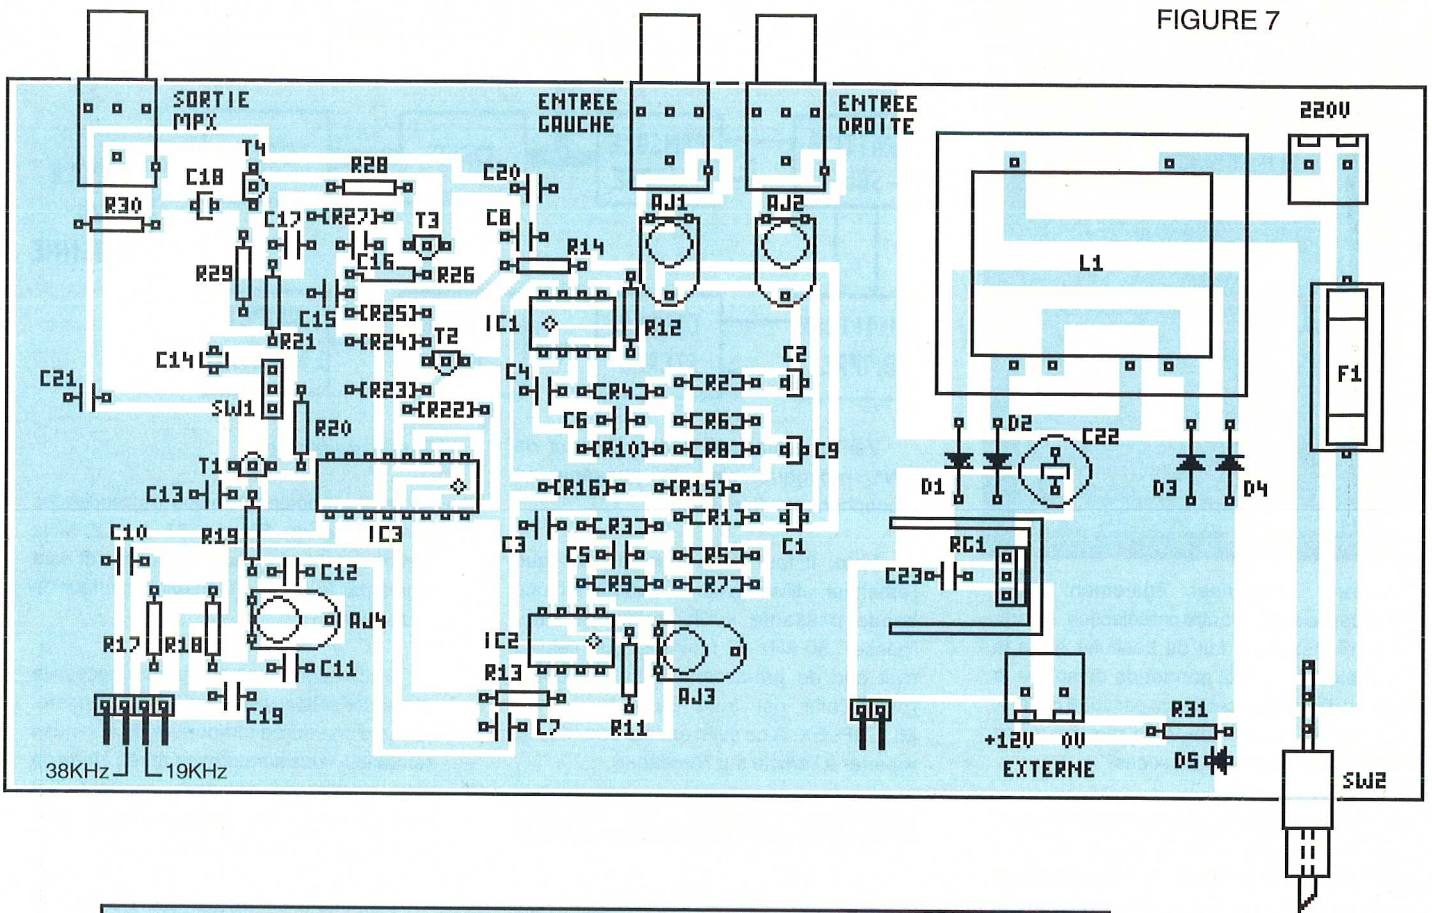 FIGURE 7
SORTIE
MPX
ENTREE
GAUCHE
ENTREE
DROITE
220V
T4
R28
C20
C18
R30
C17
R27
T3
C8
AJ1
AJ2
R14
C16
R26
R29
L1
C15
R25
IC1
R12
R21
R24
T2
C14
C2
C21
C4
R4
R2
F1
R23
SW1
R22
C6
R6
D2
R20
R10
R8
C9
C22
T1
C13
R16
R15
D1
D3
D4
IC3
R19
C3
R3
R1
C1
C10
C5
R5
RG1
C12
R9
R7
C23
AJ4
R17
R18
IC2
C11
R13
AJ3
C19
C7
R11
R31
+12V
0V
38KHz
19KHz
EXTERNE
D5
SW2